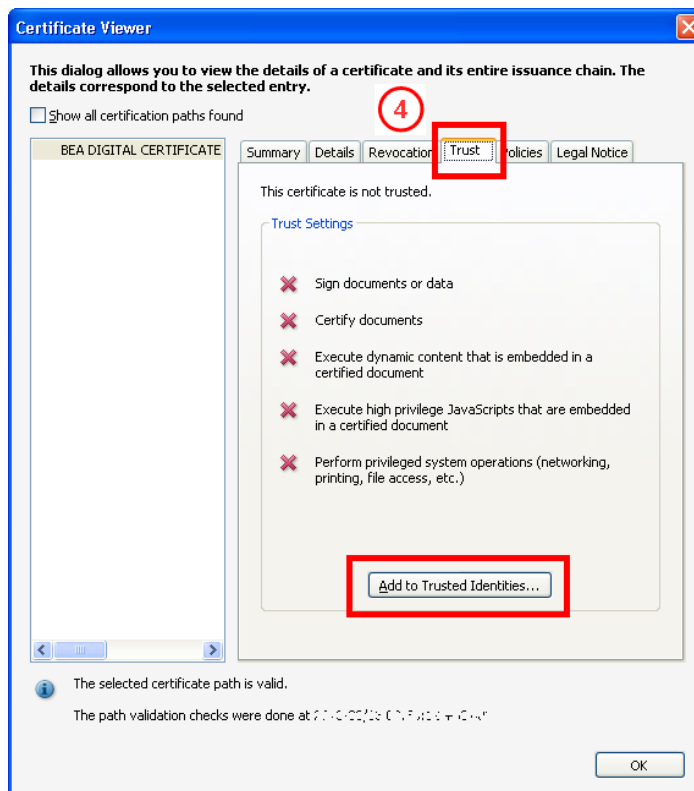 Certificate Viewer
This dialog allows you to view the details of a certificate and its entire issuance chain. The
details correspond to the selected entry.
Show all certification paths found
4
BEA DIGITAL CERTIFICATE
Summary Details Revocation Trust Policies Legal Notice
This certificate is not trusted.
Trust Settings
Sign documents or data
Certify documents
Execute dynamic content that is embedded in a
certified document
Execute high privilege JavaScripts that are embedded
in a certified document
Perform privileged system operations (networking,
printing, file access, etc.)
Add to Trusted Identities...
The selected certificate path is valid.
The path validation checks were done at
OK